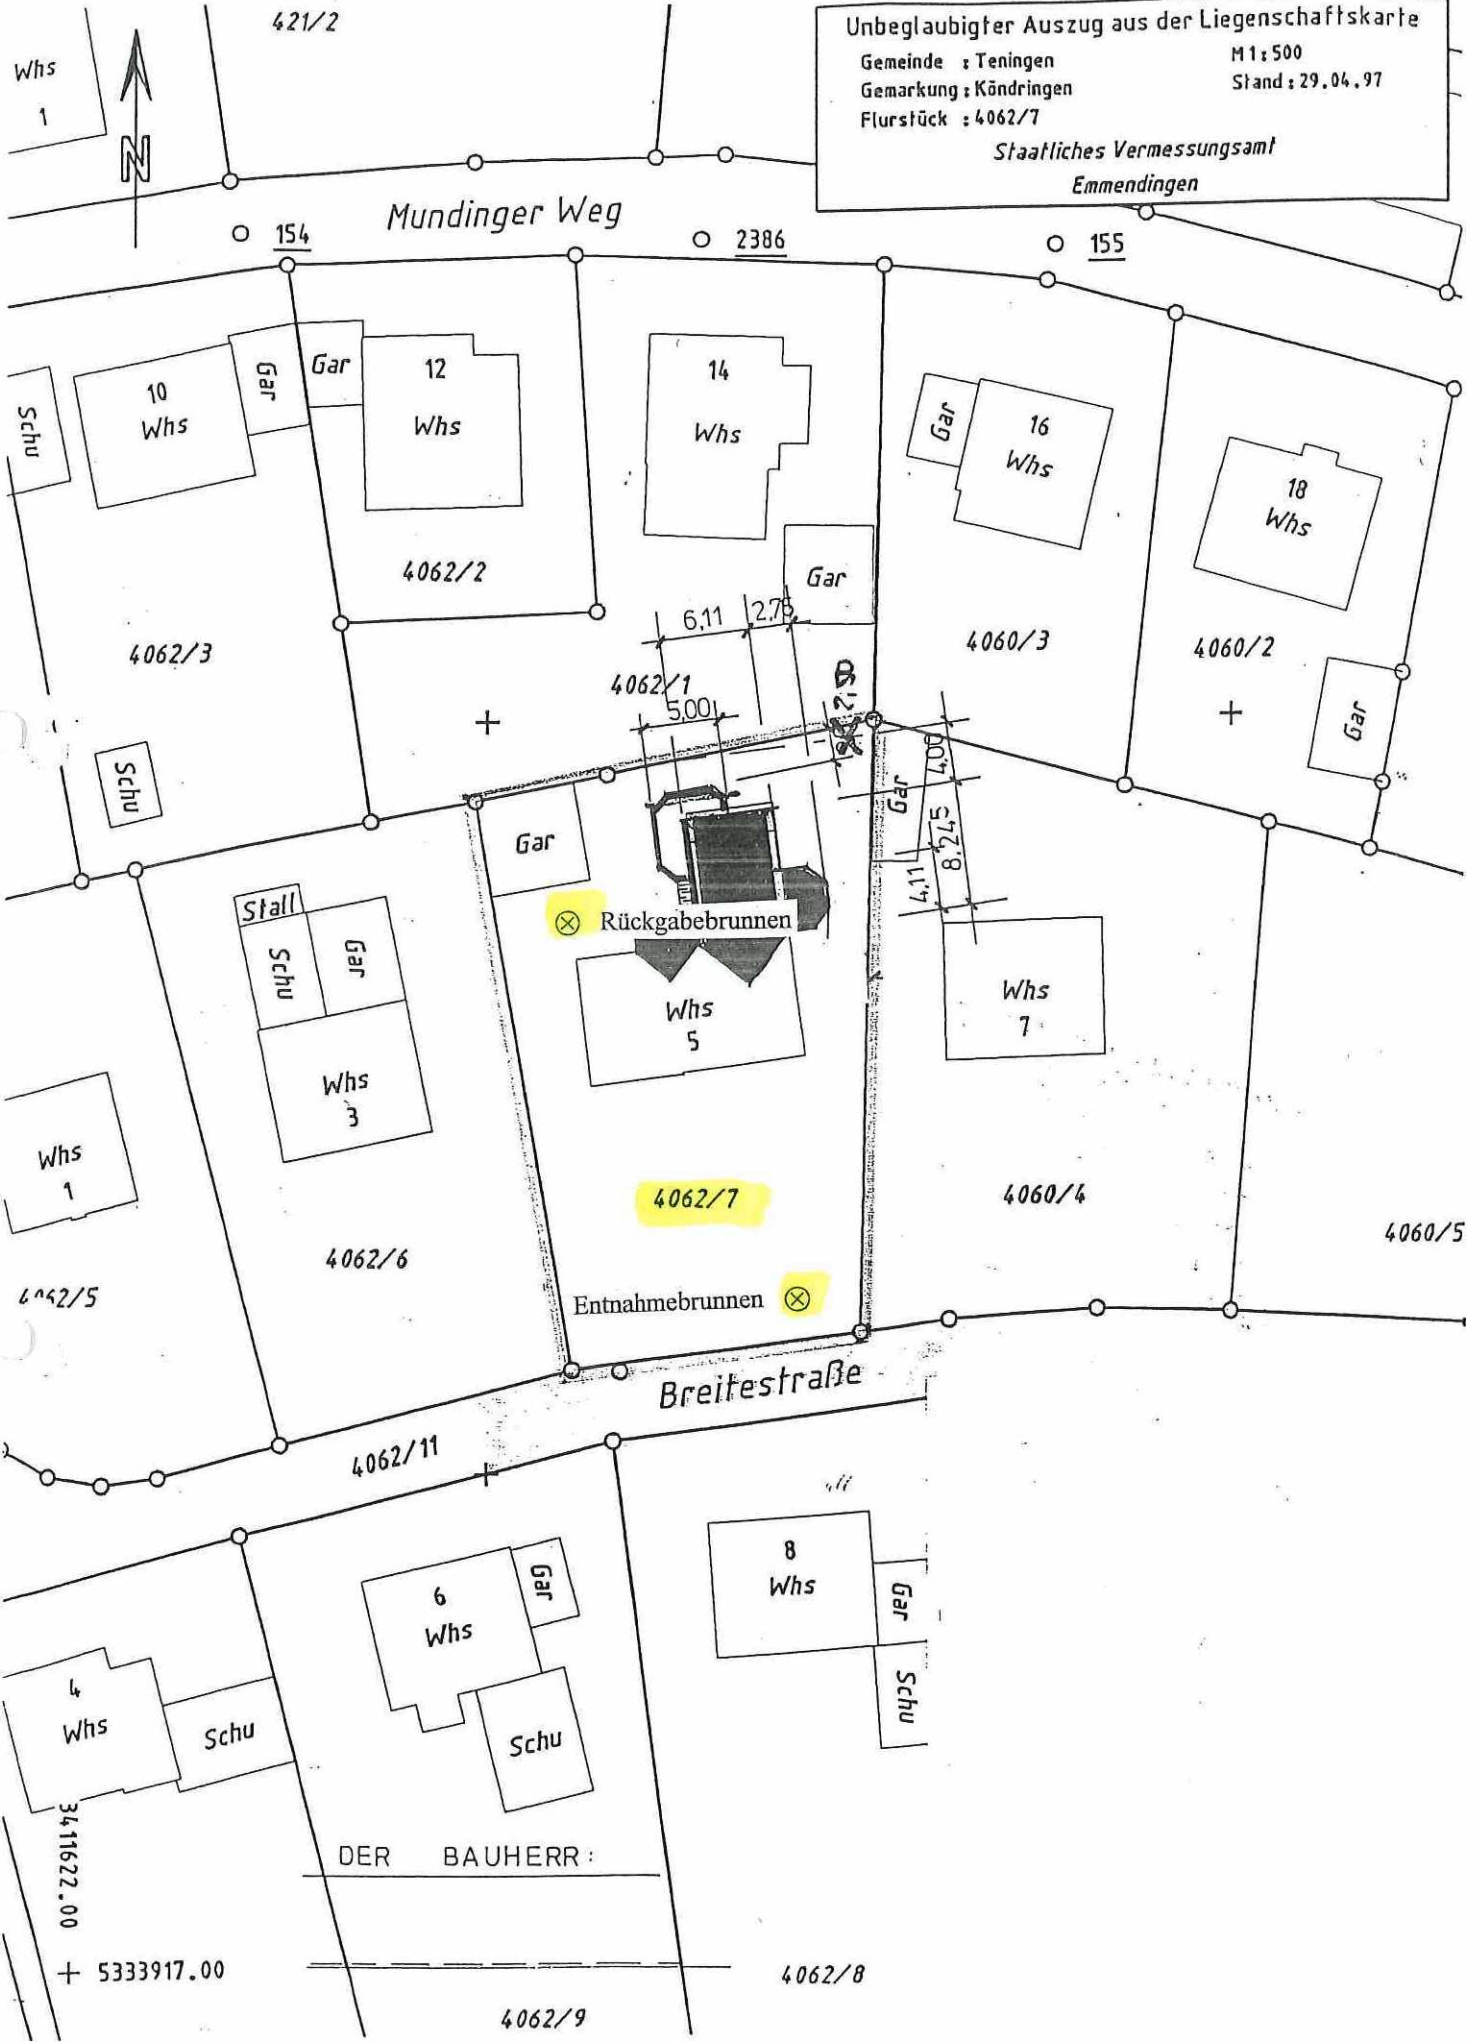 421/2
Unbeglaubigter Auszug aus der Liegenschaftskarte
Gemeinde : Teningen M 1:500
Gemarkung : Köndringen Stand : 29.04.97
Flurstück : 4062/7
Staatliches Vermessungsamt
Emmendingen
Whs
1
N
Mundinger Weg
154
2386
155
Schu
10
Whs
Gar
Gar
12
Whs
14
Whs
Gar
16
Whs
18
Whs
Gar
4062/2
4062/3
6,11
2,75
4060/3
4060/2
4062/1
5,00
2,50
Gar
Schu
Gar
Gar
4,00
8.245
4,11
Stall
Schu
Gar
Rückgabebrunnen
Whs
5
Whs
7
Whs
3
Whs
1
4062/7
4060/4
4060/5
4062/6
Entnahmebrunnen
Breitestraße
4062/11
6
Whs
Gar
8
Whs
Gar
Schu
4
Whs
Schu
Schu
3411622.00
DER BAUHERR:
5333917.00
4062/8
4062/9